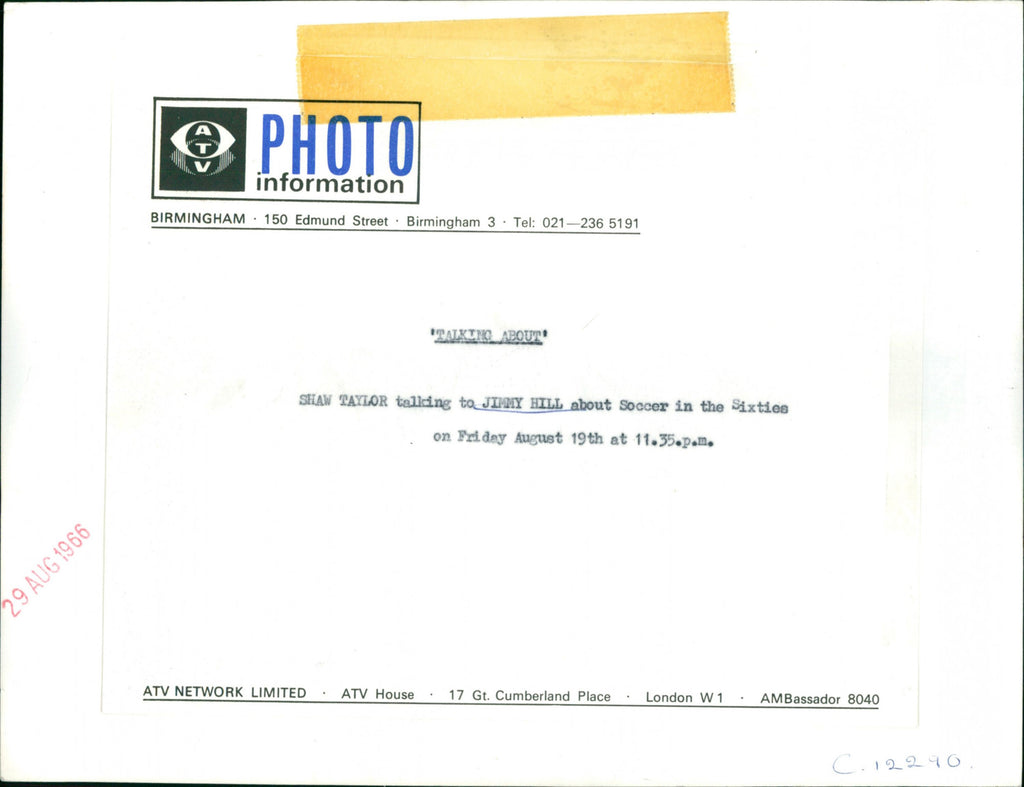 ATV
PHOTO
information
BIRMINGHAM · 150 Edmund Street · Birmingham 3 · Tel: 021—236 5191
'TALKING ABOUT'
SHAW TAYLOR talking to JIMMY HILL about Soccer in the Sixties
on Friday August 19th at 11.35.p.m.
29 AUG 1966
ATV NETWORK LIMITED · ATV House · 17 Gt. Cumberland Place · London W1 · AMBassador 8040
C.12290.